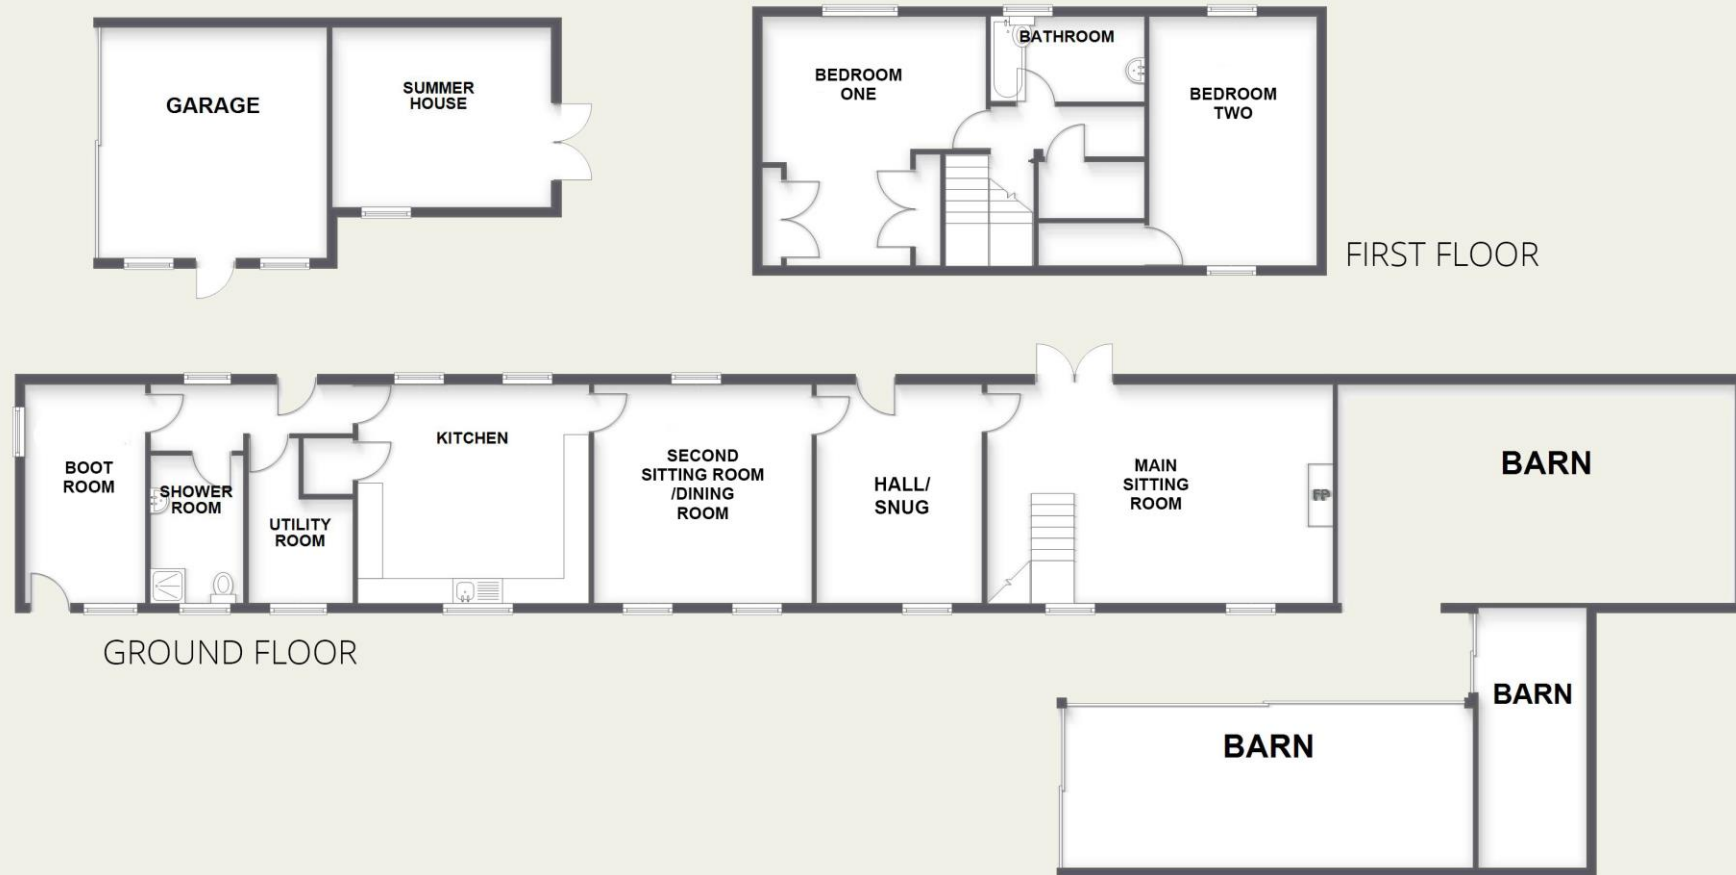 GARAGE
SUMMER
HOUSE
BEDROOM
ONE
BATHROOM
BEDROOM
TWO
FIRST FLOOR
BOOT
ROOM
SHOWER
ROOM
UTILITY
ROOM
KITCHEN
SECOND
SITTING ROOM
/DINING
ROOM
HALL/
SNUG
MAIN
SITTING
ROOM
FP
BARN
GROUND FLOOR
BARN
BARN